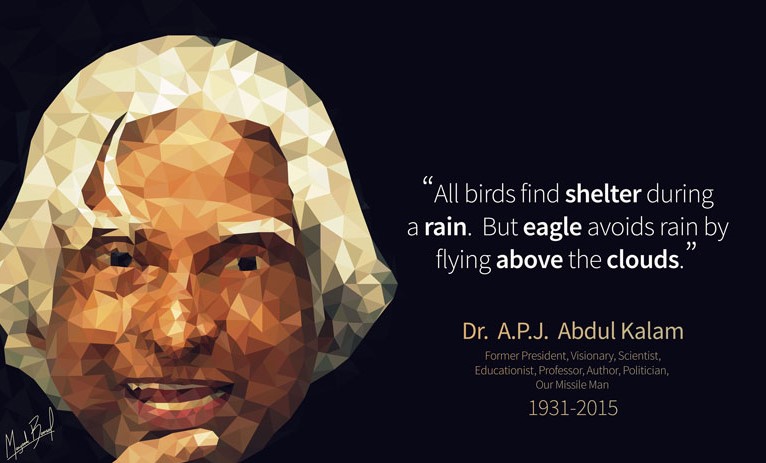 “All birds find shelter during
a rain. But eagle avoids rain by
flying above the clouds.”
Dr. A.P.J. Abdul Kalam
Former President, Visionary, Scientist,
Educationist, Professor, Author, Politician,
Our Missile Man
1931-2015